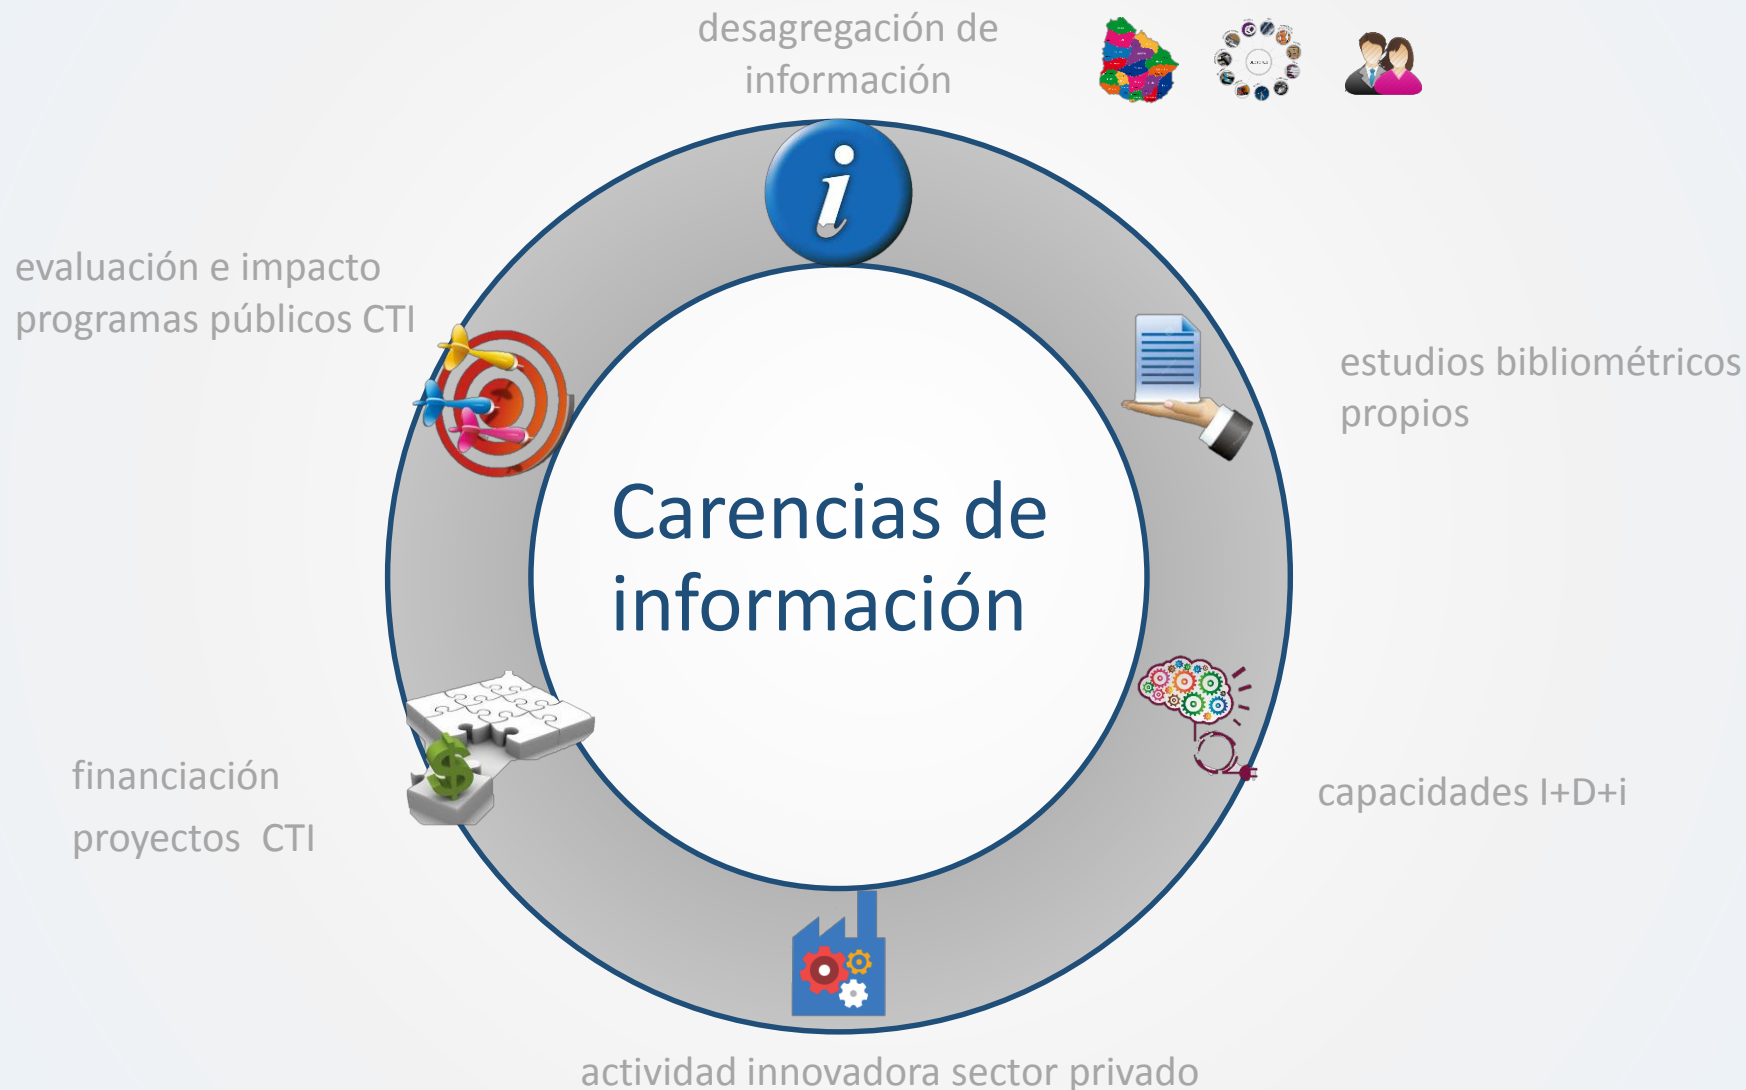 desagregación de
información
evaluación e impacto
programas públicos CTI
estudios bibliométricos
propios
Carencias de
información
financiación
proyectos CTI
capacidades I+D+i
actividad innovadora sector privado